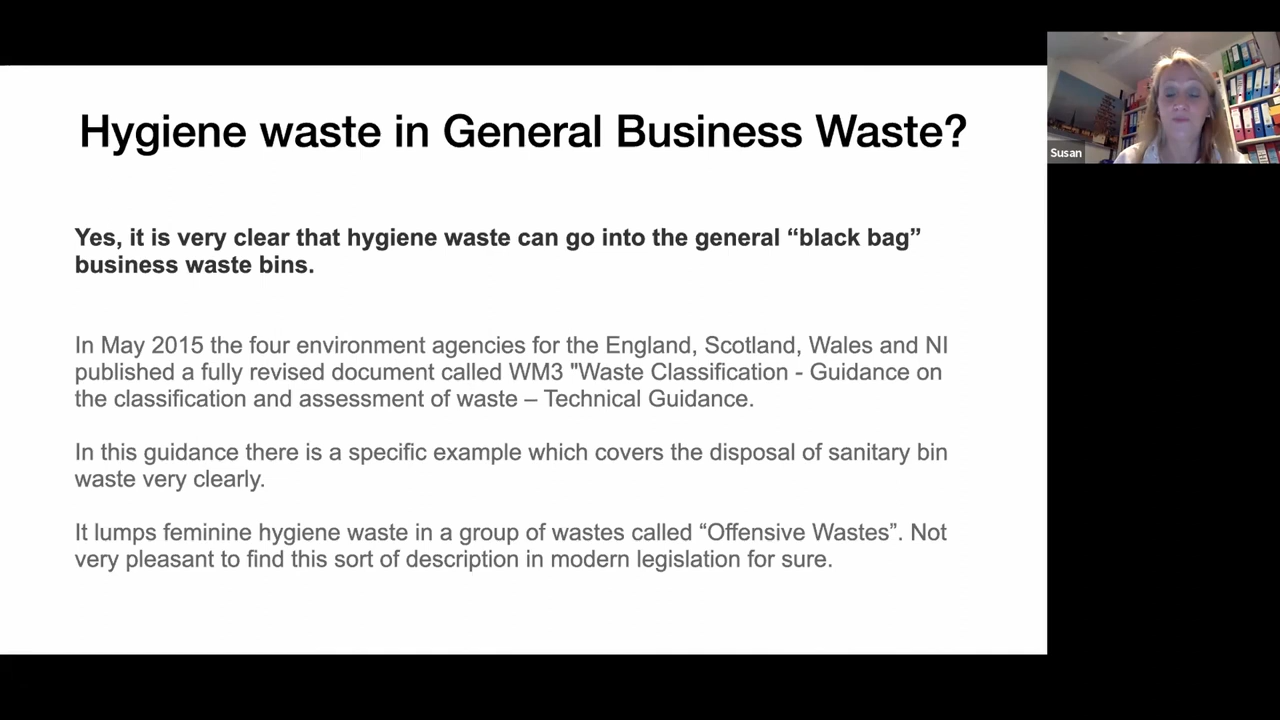 Hygiene waste in General Business Waste?
Yes, it is very clear that hygiene waste can go into the general “black bag”
business waste bins.
In May 2015 the four environment agencies for the England, Scotland, Wales and NI
published a fully revised document called WM3 "Waste Classification - Guidance on
the classification and assessment of waste – Technical Guidance.
In this guidance there is a specific example which covers the disposal of sanitary bin
waste very clearly.
It lumps feminine hygiene waste in a group of wastes called “Offensive Wastes”. Not
very pleasant to find this sort of description in modern legislation for sure.
Susan